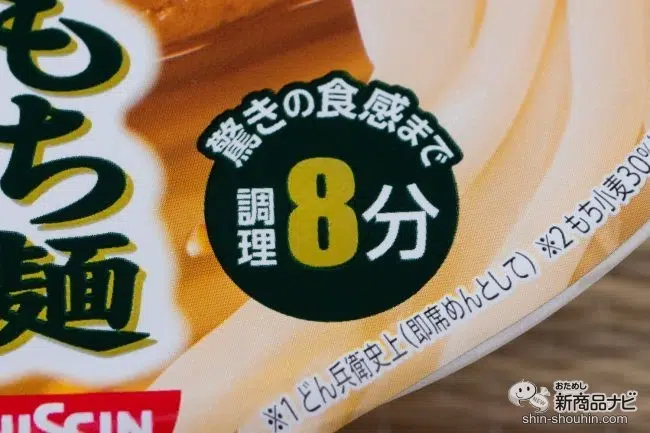 もち麺
驚きの食感まで
調理8分
※1 どん兵衛史上(即席めんとして) ※2 もち小麦30%
NISSIN
おためし
新商品ナビ
NEW
shin-shouhin.com